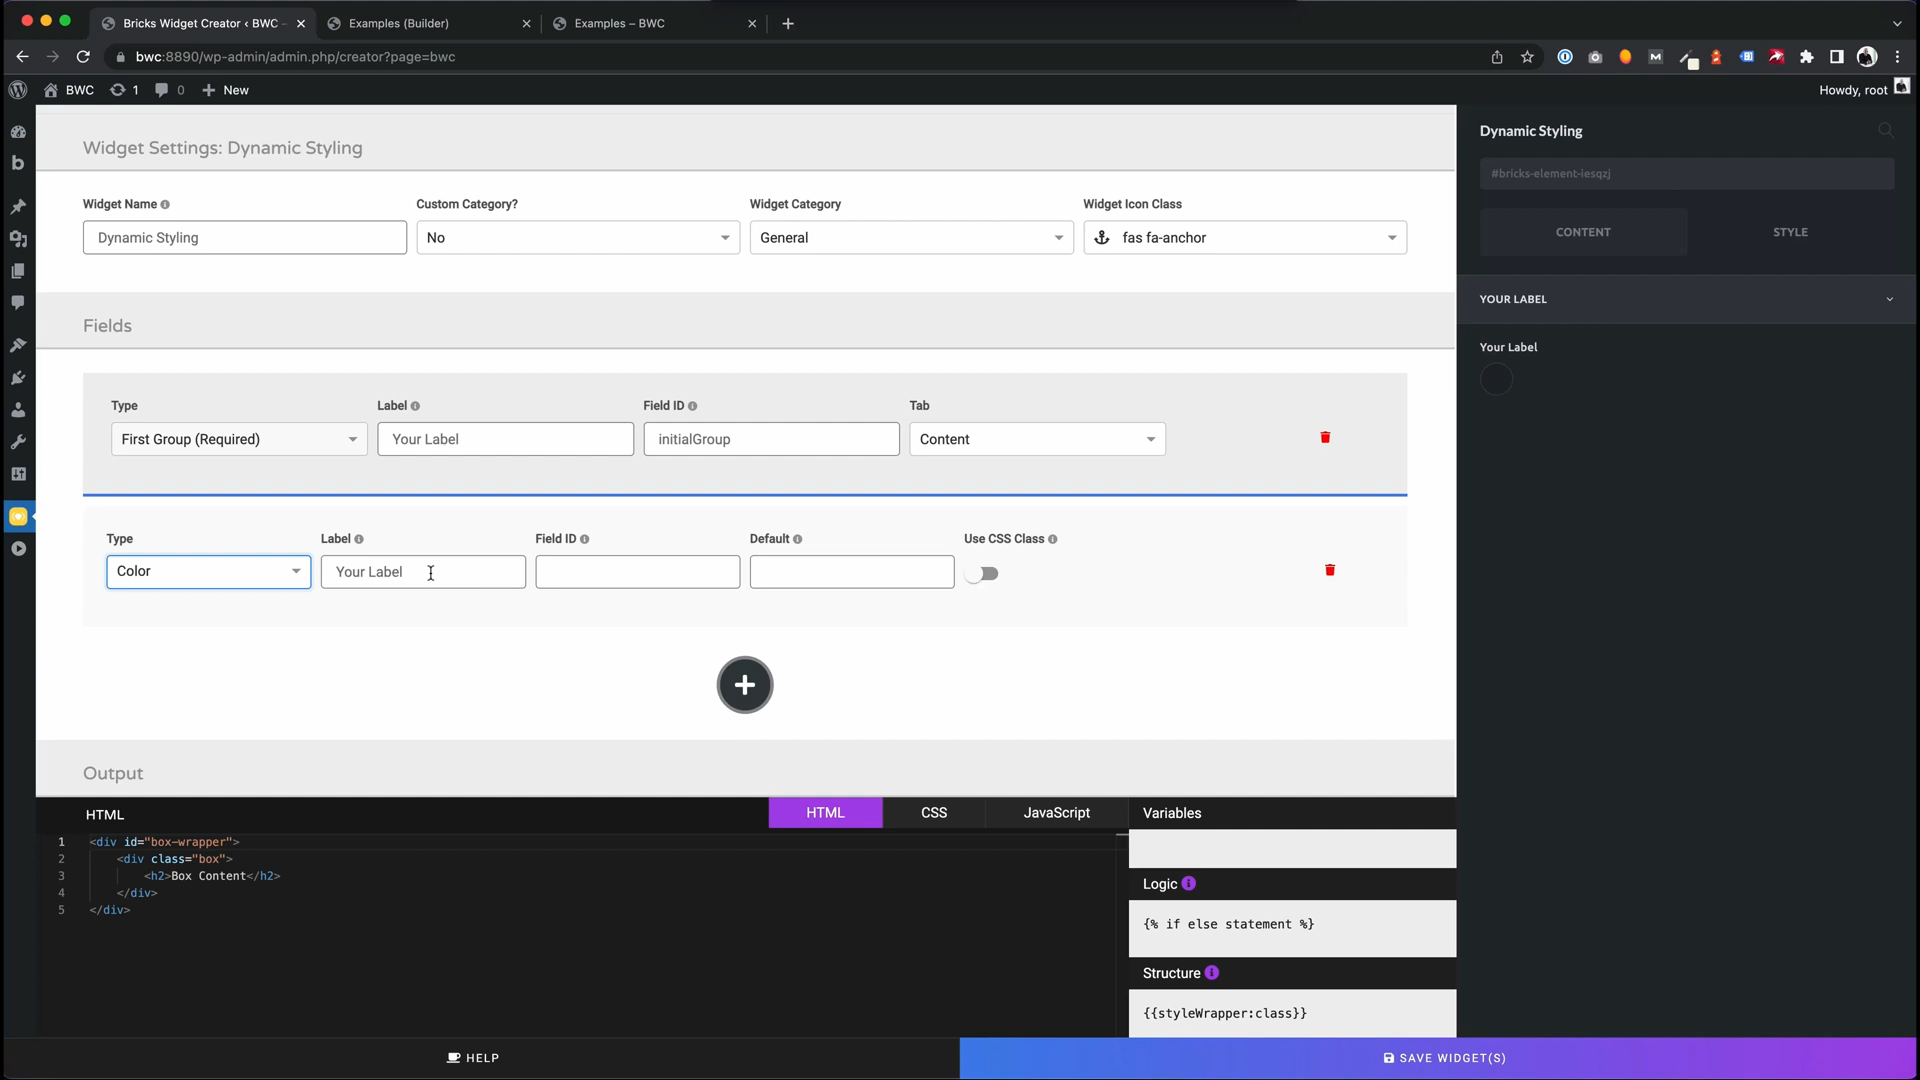 Bricks Widget Creator ‹ BWC -
Examples (Builder)
Examples – BWC
bwc:8890/wp-admin/admin.php/creator?page=bwc
BWC
1
0
New
Howdy, root
Widget Settings: Dynamic Styling
Widget Name
Custom Category?
Widget Category
Widget Icon Class
Dynamic Styling
No
General
fas fa-anchor
Fields
Type
Label
Field ID
Tab
First Group (Required)
Your Label
initialGroup
Content
Type
Label
Field ID
Default
Use CSS Class
Color
Your Label
Output
HTML
HTML
CSS
JavaScript
Variables
1 <div id="box-wrapper">
2 <div class="box">
3 <h2>Box Content</h2>
4 </div>
5 </div>
Logic
{% if else statement %}
Structure
{{styleWrapper:class}}
HELP
SAVE WIDGET(S)
Dynamic Styling
#bricks-element-iesqzj
CONTENT
STYLE
YOUR LABEL
Your Label